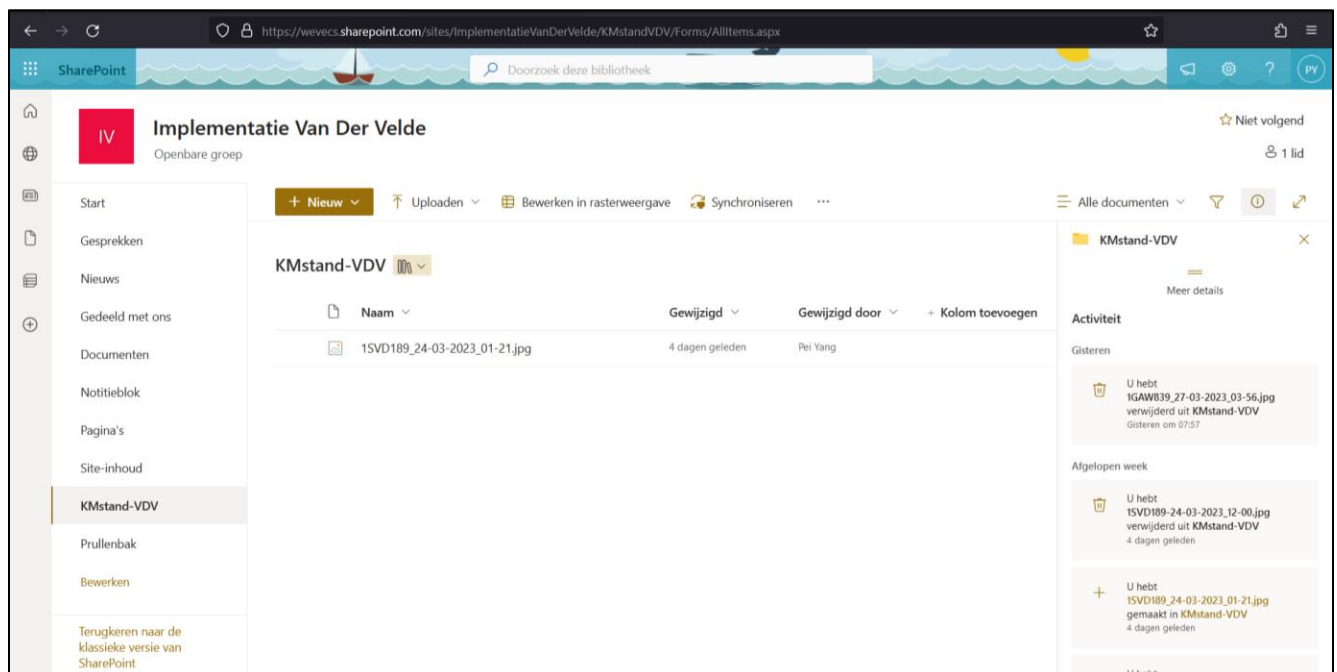 https://wevecs.sharepoint.com/sites/ImplementatieVanDerVelde/KMstandVDV/Forms/AllItems.aspx
SharePoint
Doorzoek deze bibliotheek
PY
IV
Implementatie Van Der Velde
Openbare groep
Niet volgend
1 lid
Start
Gesprekken
Nieuws
Gedeeld met ons
Documenten
Notitieblok
Pagina's
Site-inhoud
KMstand-VDV
Prullenbak
Bewerken
Terugkeren naar de
klassieke versie van
SharePoint
+ Nieuw
Uploaden
Bewerken in rasterweergave
Synchroniseren
...
Alle documenten
KMstand-VDV
Naam
Gewijzigd
Gewijzigd door
+ Kolom toevoegen
1SVD189_24-03-2023_01-21.jpg
4 dagen geleden
Pei Yang
KMstand-VDV
Meer details
Activiteit
Gisteren
U hebt
1GAW839_27-03-2023_03-56.jpg
verwijderd uit KMstand-VDV
Gisteren om 07:57
Afgelopen week
U hebt
1SVD189-24-03-2023_12-00.jpg
verwijderd uit KMstand-VDV
4 dagen geleden
U hebt
1SVD189_24-03-2023_01-21.jpg
gemaakt in KMstand-VDV
4 dagen geleden